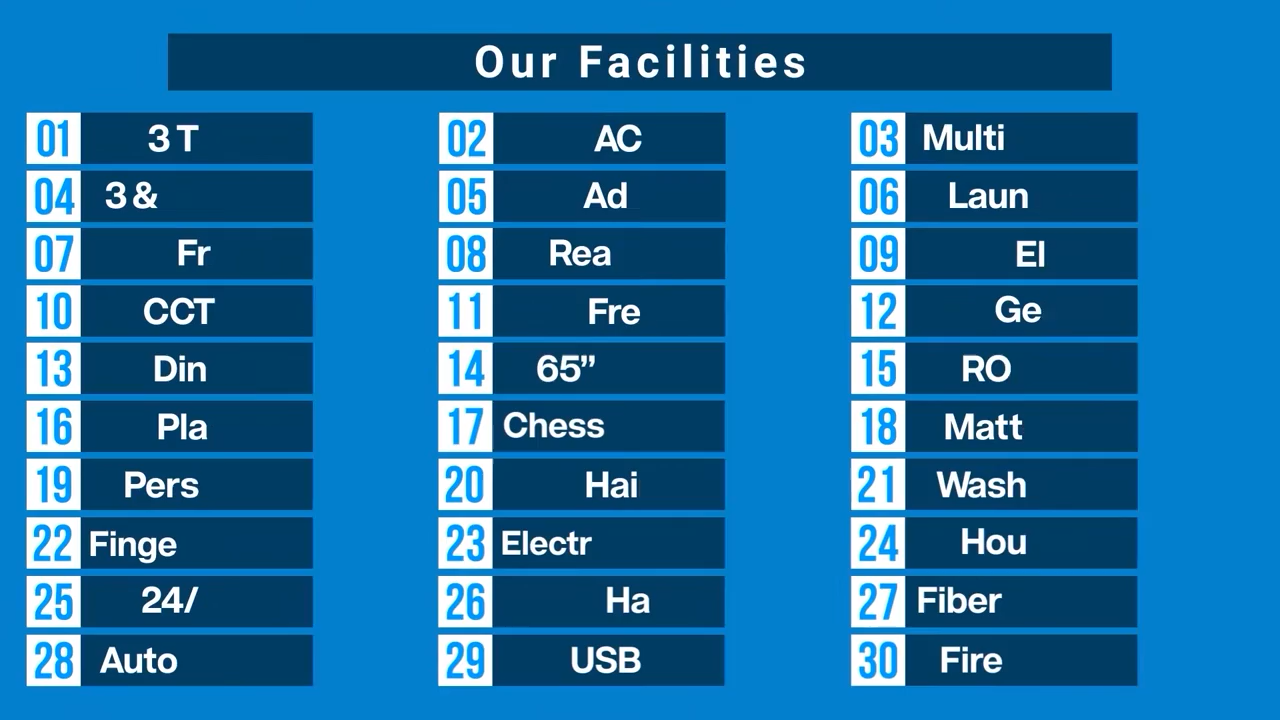 Our Facilities
01 3 T
02 AC
03 Multi
04 3 &
05 Ad
06 Laun
07 Fr
08 Rea
09 El
10 CCT
11 Fre
12 Ge
13 Din
14 65”
15 RO
16 Pla
17 Chess
18 Matt
19 Pers
20 Hai
21 Wash
22 Finge
23 Electr
24 Hou
25 24/
26 Ha
27 Fiber
28 Auto
29 USB
30 Fire